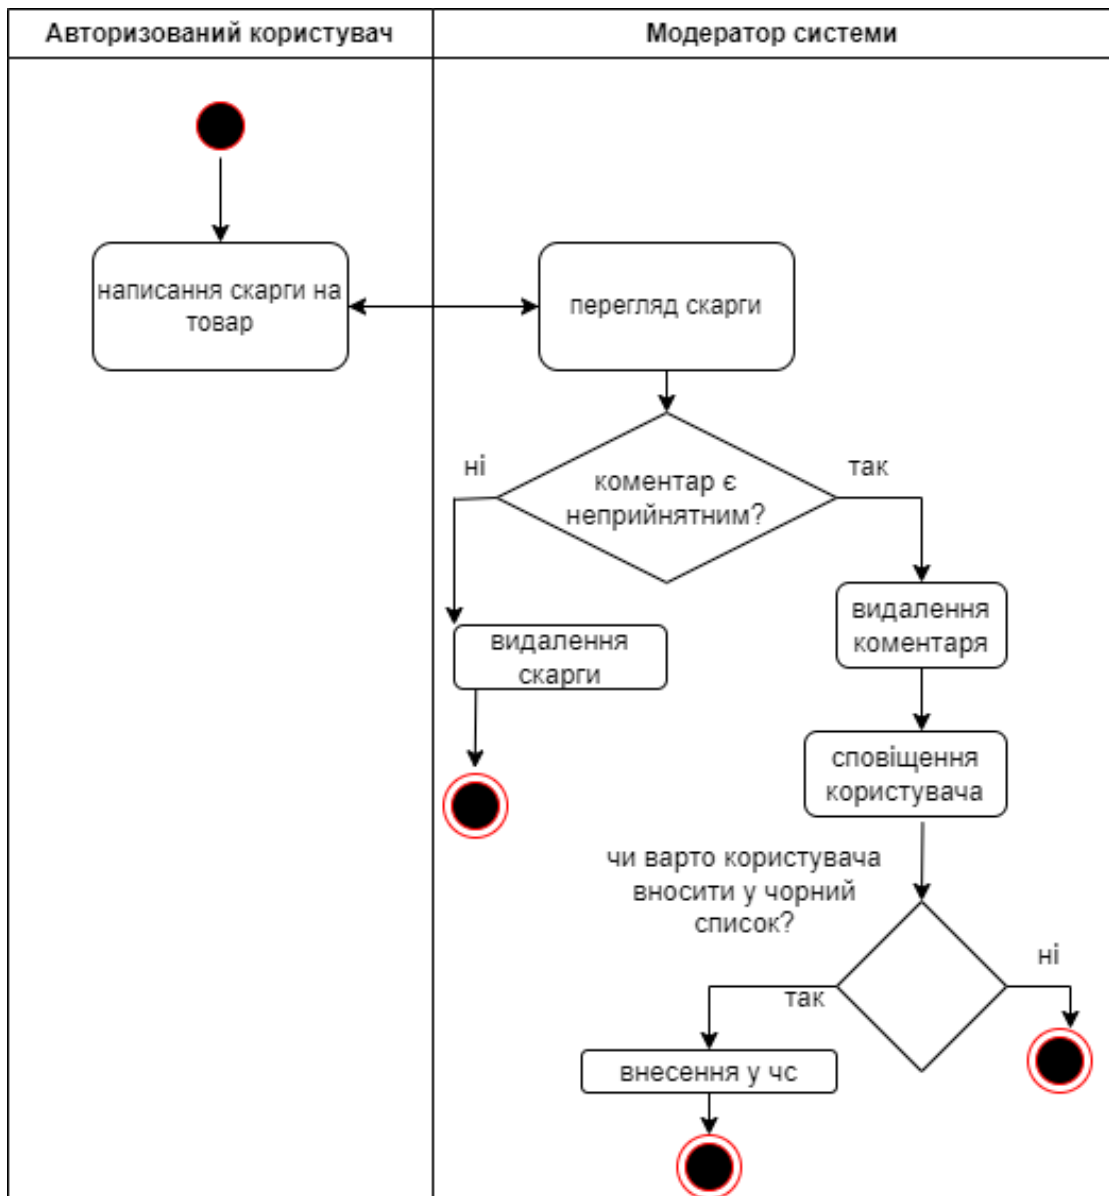 Авторизований користувач
Модератор системи
написання скарги на
товар
перегляд скарги
ні
так
коментар є
неприйнятним?
видалення
скарги
видалення
коментаря
сповіщення
користувача
чи варто користувача
вносити у чорний
список?
так
ні
внесення у чс